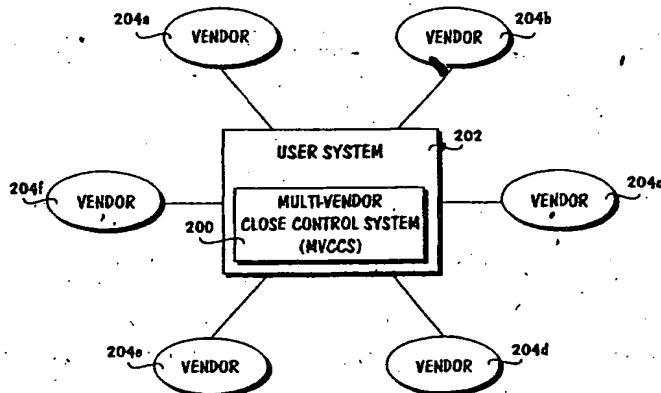 204a
VENDOR
204b
VENDOR
202
USER SYSTEM
204f
VENDOR
204c
VENDOR
200
MULTI-VENDOR
CLOSE CONTROL SYSTEM
(MVCCS)
204e
VENDOR
204d
VENDOR